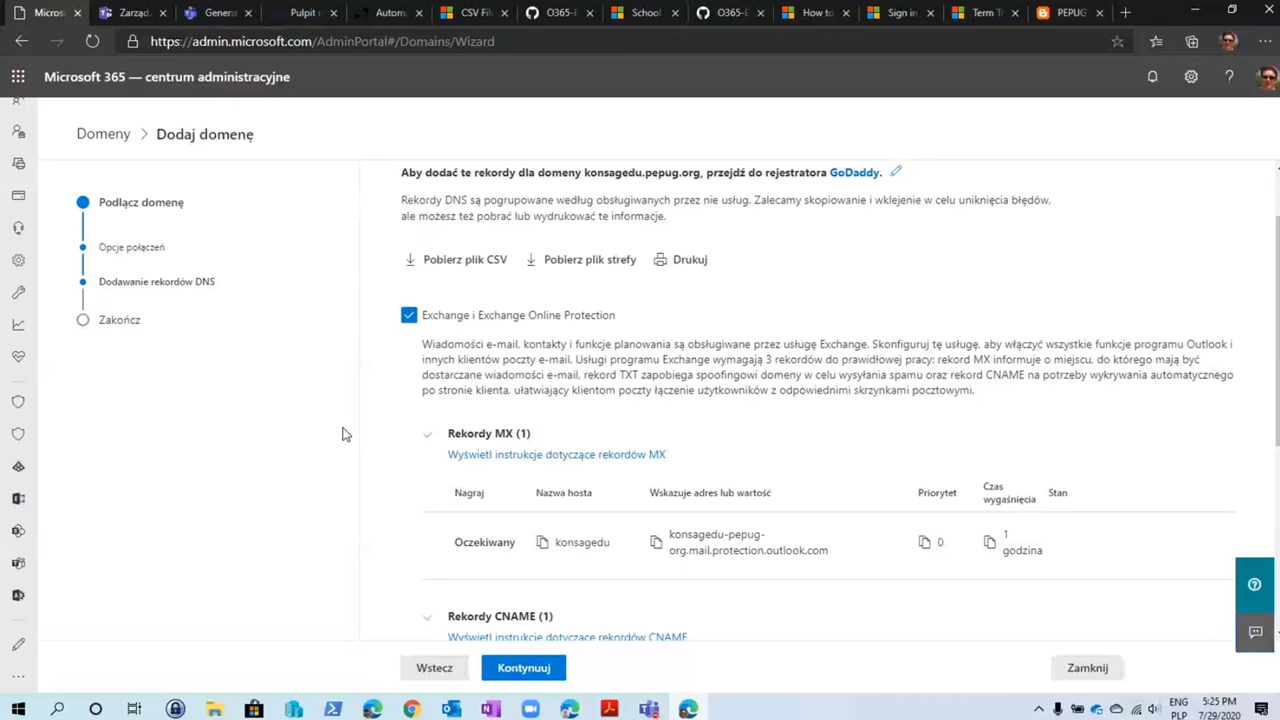 Microsc
Zarząd
Genera
Pulpit n
Autom
CSV File
O365-E
School
O365-E
How to
Sign in
Term Tr
PEPUG
https://admin.microsoft.com/AdminPortal#/Domains/Wizard
Microsoft 365 — centrum administracyjne
Domeny > Dodaj domenę
Podłącz domenę
Opcje połączeń
Dodawanie rekordów DNS
Zakończ
Aby dodać te rekordy dla domeny konsagedu.pepug.org, przejdź do rejestratora GoDaddy.
Rekordy DNS są pogrupowane według obsługiwanych przez nie usług. Zalecamy skopiowanie i wklejenie w celu uniknięcia błędów,
ale możesz też pobrać lub wydrukować te informacje.
Pobierz plik CSV Pobierz plik strefy Drukuj
Exchange i Exchange Online Protection
Wiadomości e-mail, kontakty i funkcje planowania są obsługiwane przez usługę Exchange. Skonfiguruj tę usługę, aby włączyć wszystkie funkcje programu Outlook i
innych klientów poczty e-mail. Usługi programu Exchange wymagają 3 rekordów do prawidłowej pracy: rekord MX informuje o miejscu, do którego mają być
dostarczane wiadomości e-mail, rekord TXT zapobiega spoofingowi domeny w celu wysyłania spamu oraz rekord CNAME na potrzeby wykrywania automatycznego
po stronie klienta, ułatwiający klientom poczty łączenie użytkowników z odpowiednimi skrzynkami pocztowymi.
Rekordy MX (1)
Wyświetl instrukcje dotyczące rekordów MX
Nagraj Nazwa hosta Wskazuje adres lub wartość Priorytet Czas wygaśnięcia Stan
Oczekiwany konsagedu konsagedu-pepug-
org.mail.protection.outlook.com 0 1
godzina
Rekordy CNAME (1)
Wyświetl instrukcje dotyczące rekordów CNAME
Wstecz Kontynuuj Zamknij
ENG 5:25 PM
PLP 7/29/2020